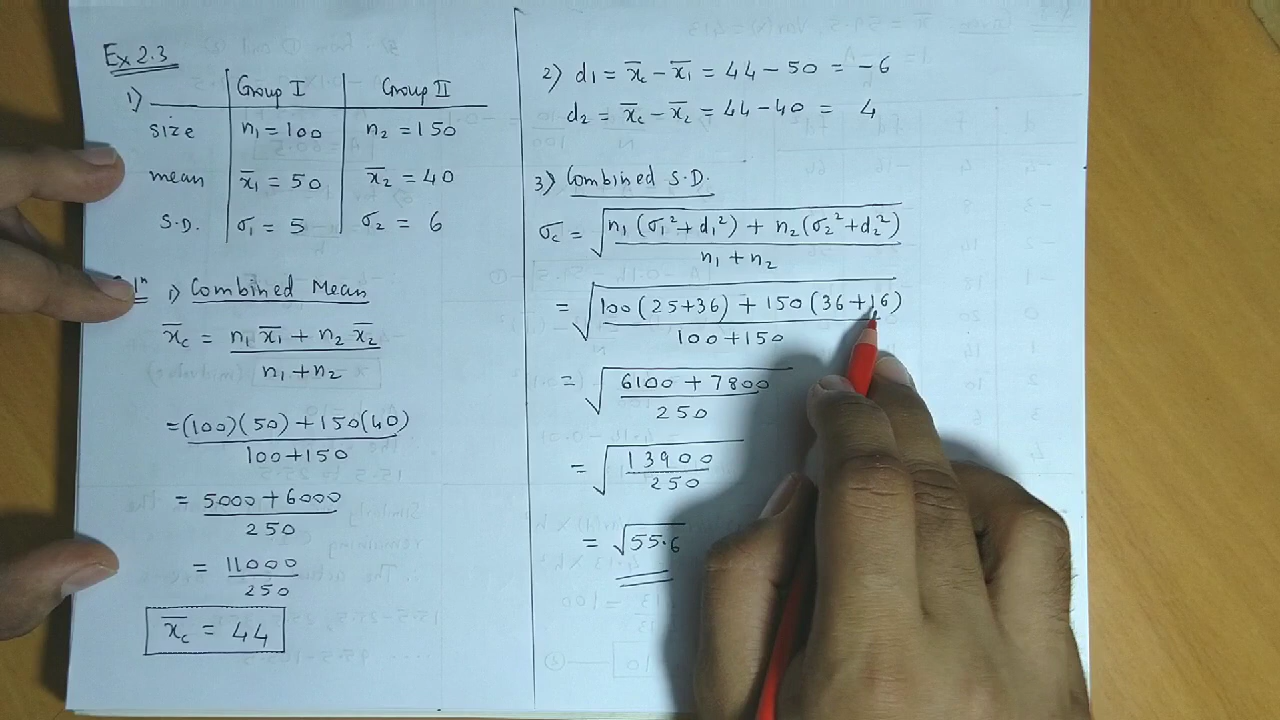 Ex 2.3
1) Group I Group II
size n₁ = 100 n₂ = 150
mean x̅₁ = 50 x̅₂ = 40
S.D. σ₁ = 5 σ₂ = 6
1) Combined Mean
x̅c = n₁ x̅₁ + n₂ x̅₂
n₁ + n₂
= (100)(50) + 150(40)
100+150
= 5000 + 6000
250
= 11000
250
x̅c = 44
2) d₁ = x̅c − x̅₁ = 44 − 50 = −6
d₂ = x̅c − x̅₂ = 44 − 40 = 4
3) Combined S.D.
σc = √ n₁ (σ₁² + d₁²) + n₂ (σ₂² + d₂²)
n₁ + n₂
= √ 100 (25+36) + 150 (36+16)
100+150
= √ 6100 + 7800
250
= √ 13900
250
= √55.6